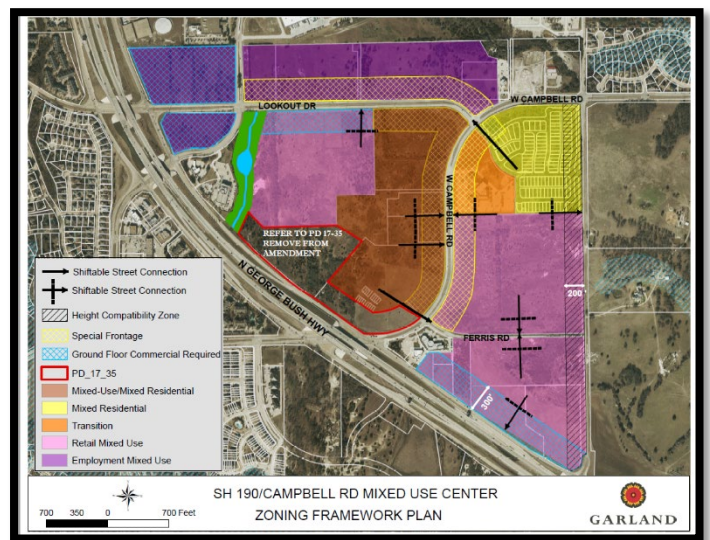 LOOKOUT DR
W CAMPBELL RD
W CAMPBELL RD
REFER TO PD 17-35
REMOVE FROM
AMENDMENT
N GEORGE BUSH HWY
FERRIS RD
200'
300'
Shiftable Street Connection
Shiftable Street Connection
Height Compatibility Zone
Special Frontage
Ground Floor Commercial Required
PD_17_35
Mixed-Use/Mixed Residential
Mixed Residential
Transition
Retail Mixed Use
Employment Mixed Use
700 350 0 700 Feet
SH 190/CAMPBELL RD MIXED USE CENTER
ZONING FRAMEWORK PLAN
GARLAND